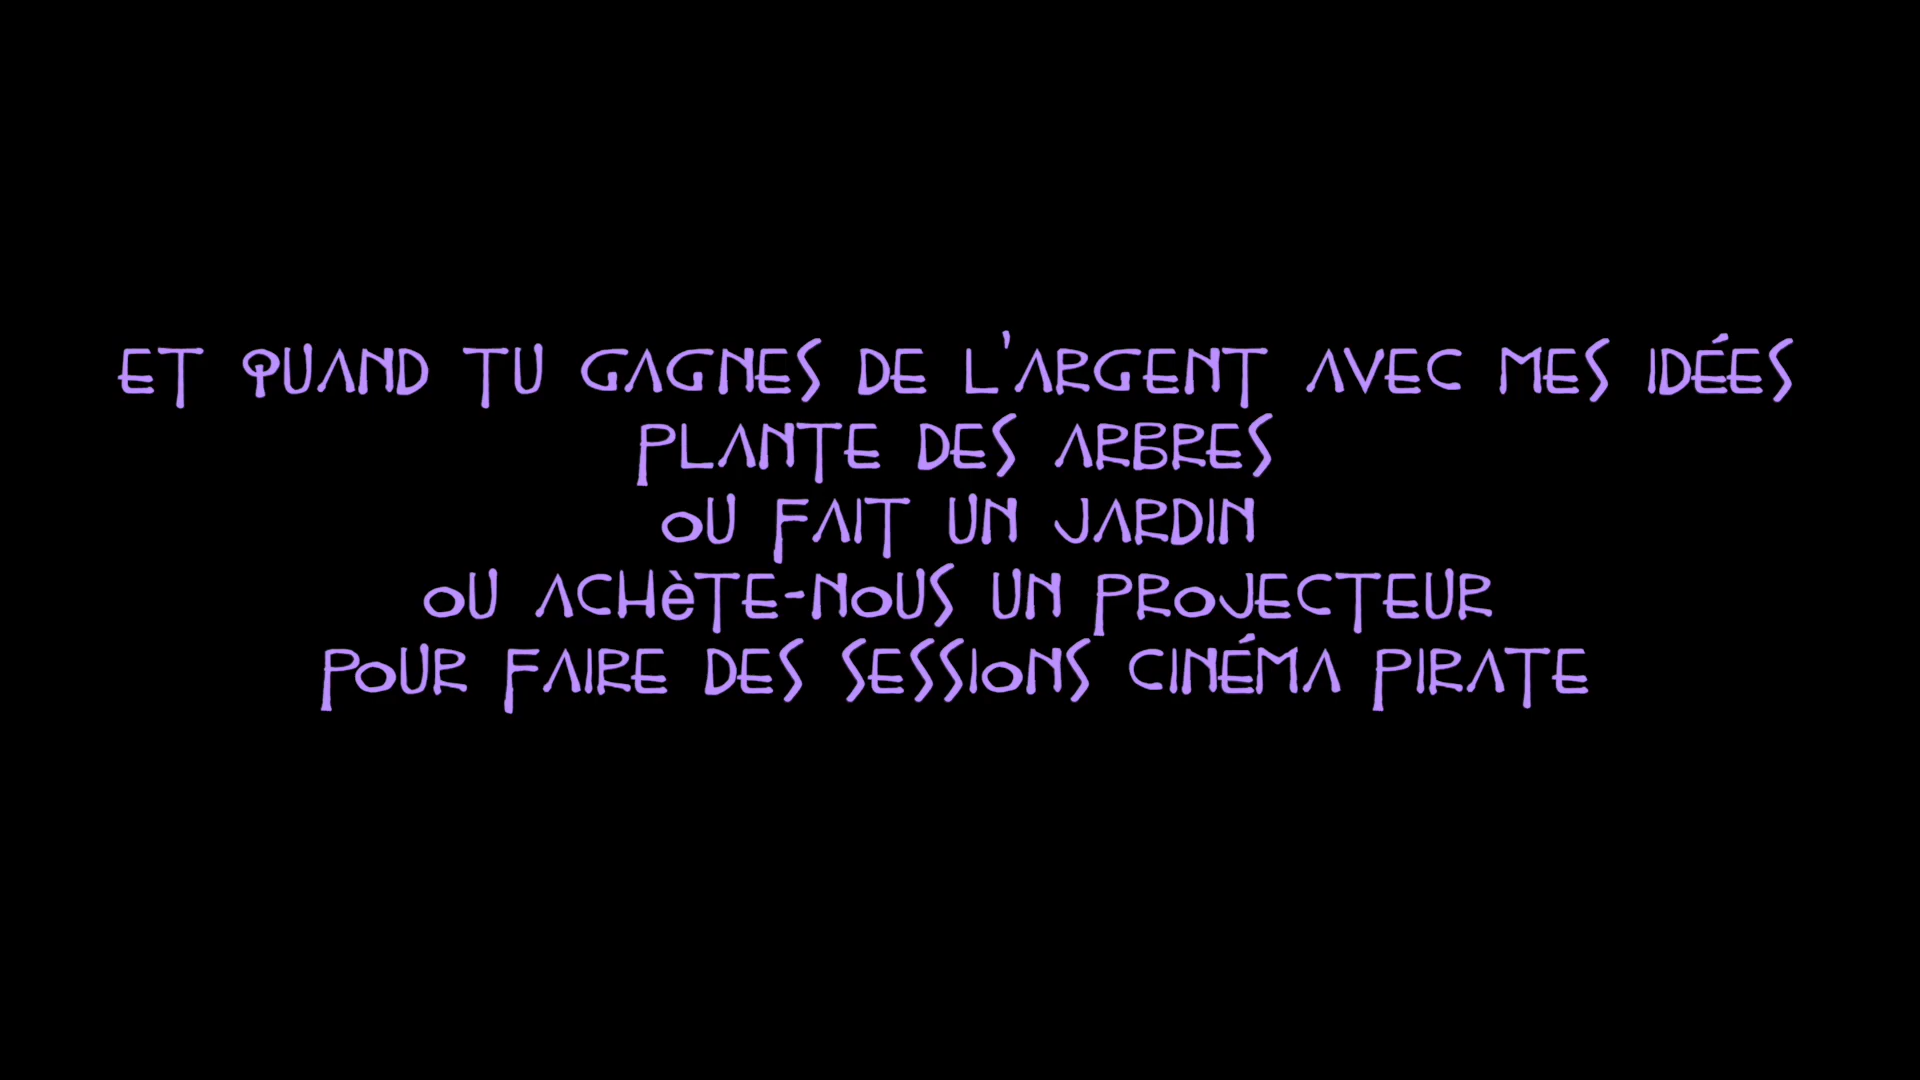 ET QUAND TU GAGNES DE L'ARGENT AVEC MES IDÉES
PLANTE DES ARBRES
OU FAIT UN JARDIN
OU ACHèTE-NOUS UN PROJECTEUR
POUR FAIRE DES SESSIONS CINÉMA PIRATE